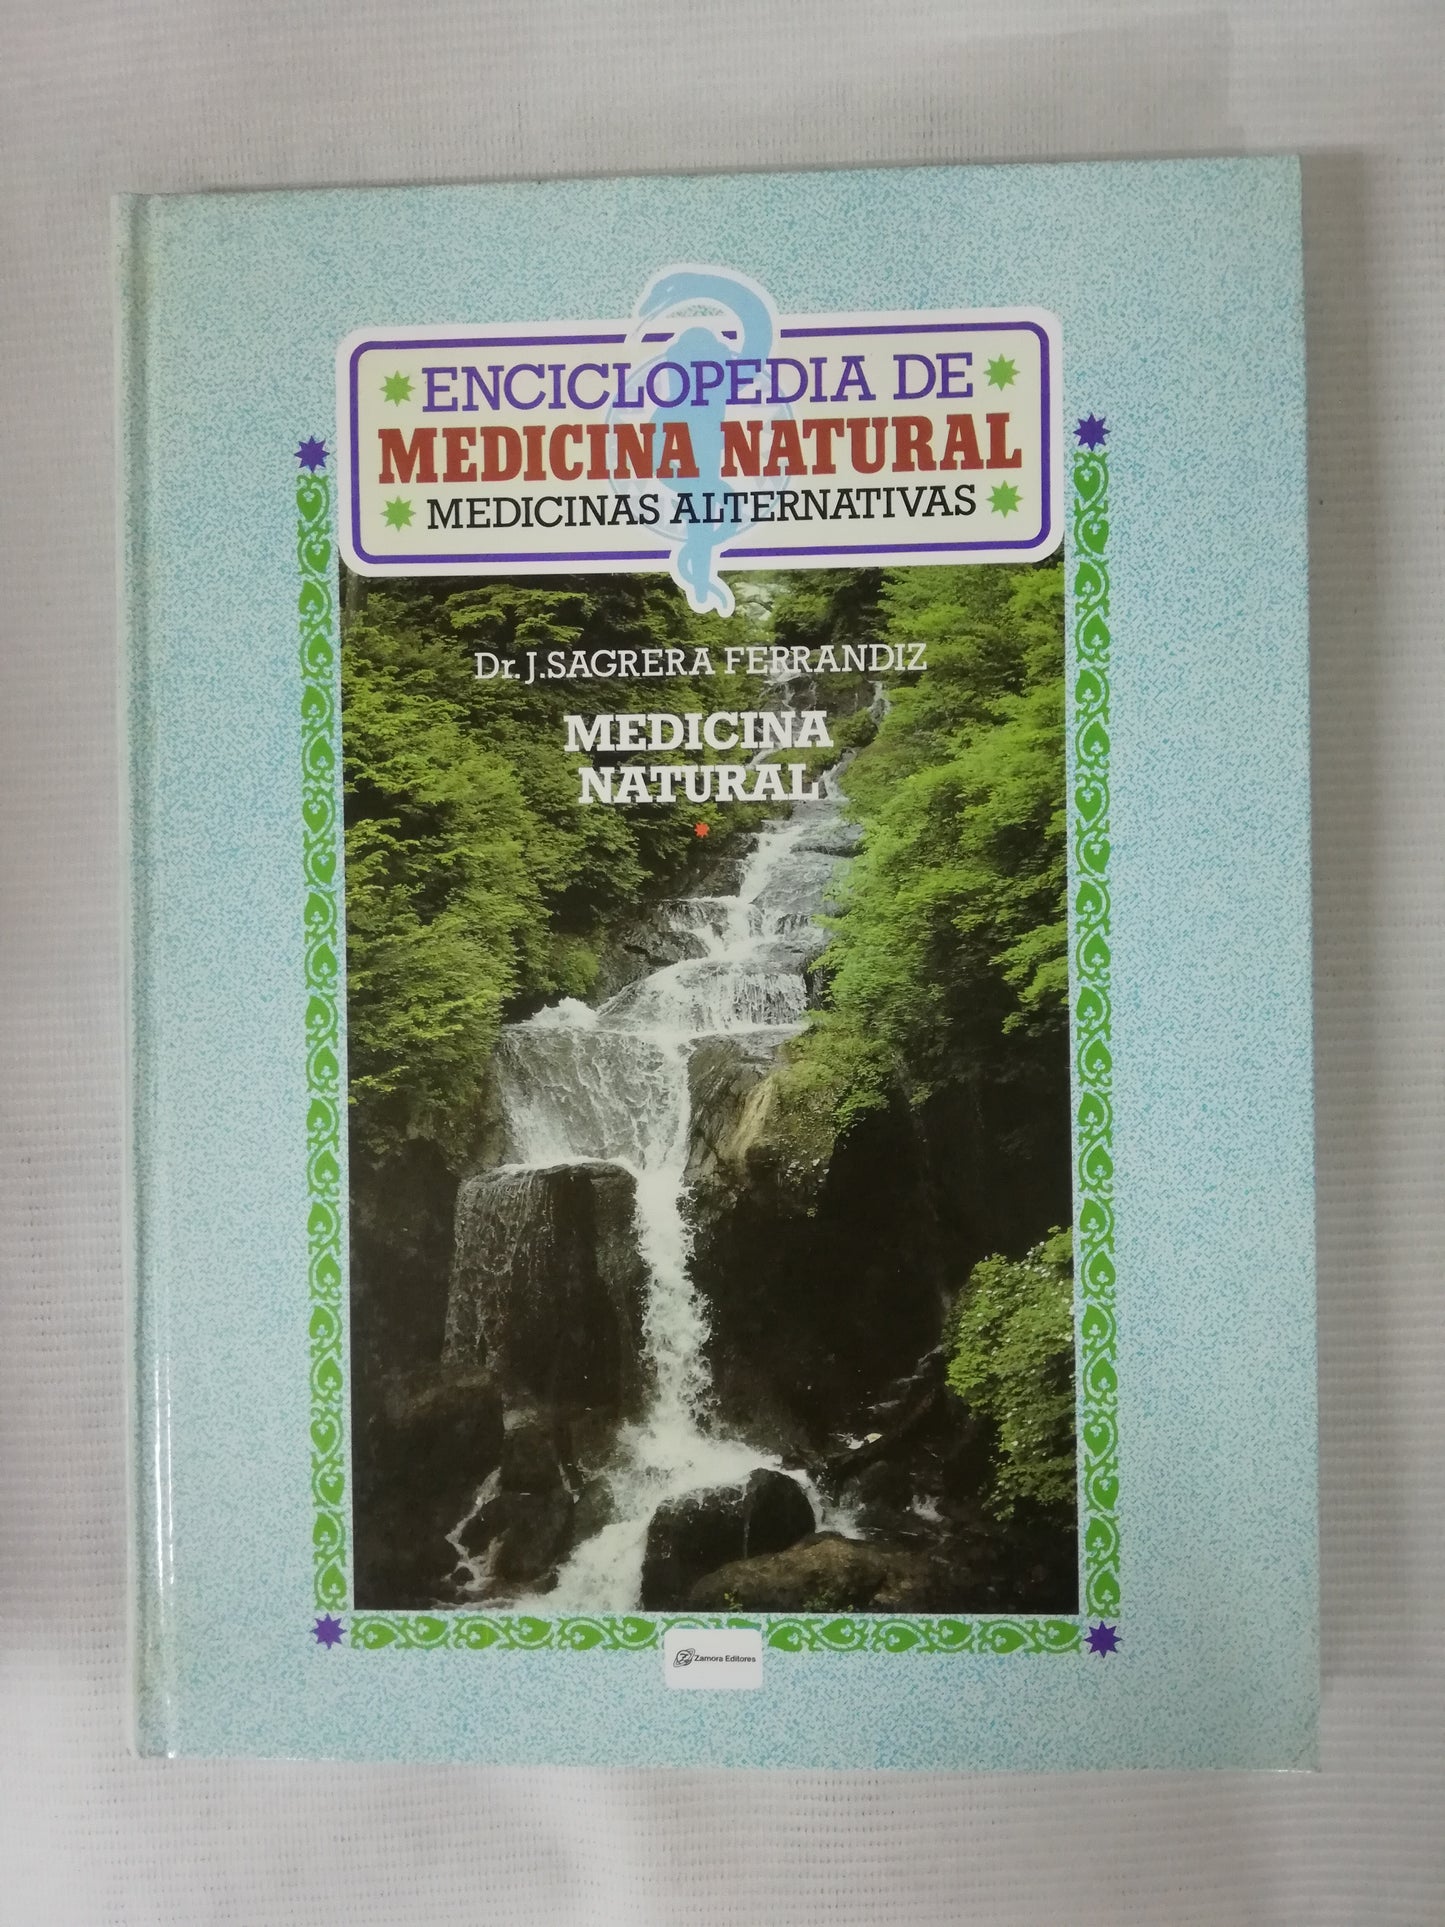 ENCICLOPEDIA DE
MEDICINA NATURAL
MEDICINAS ALTERNATIVAS
Dr. J. SAGRERA FERRANDIZ
MEDICINA
NATURAL
Zamora Editores